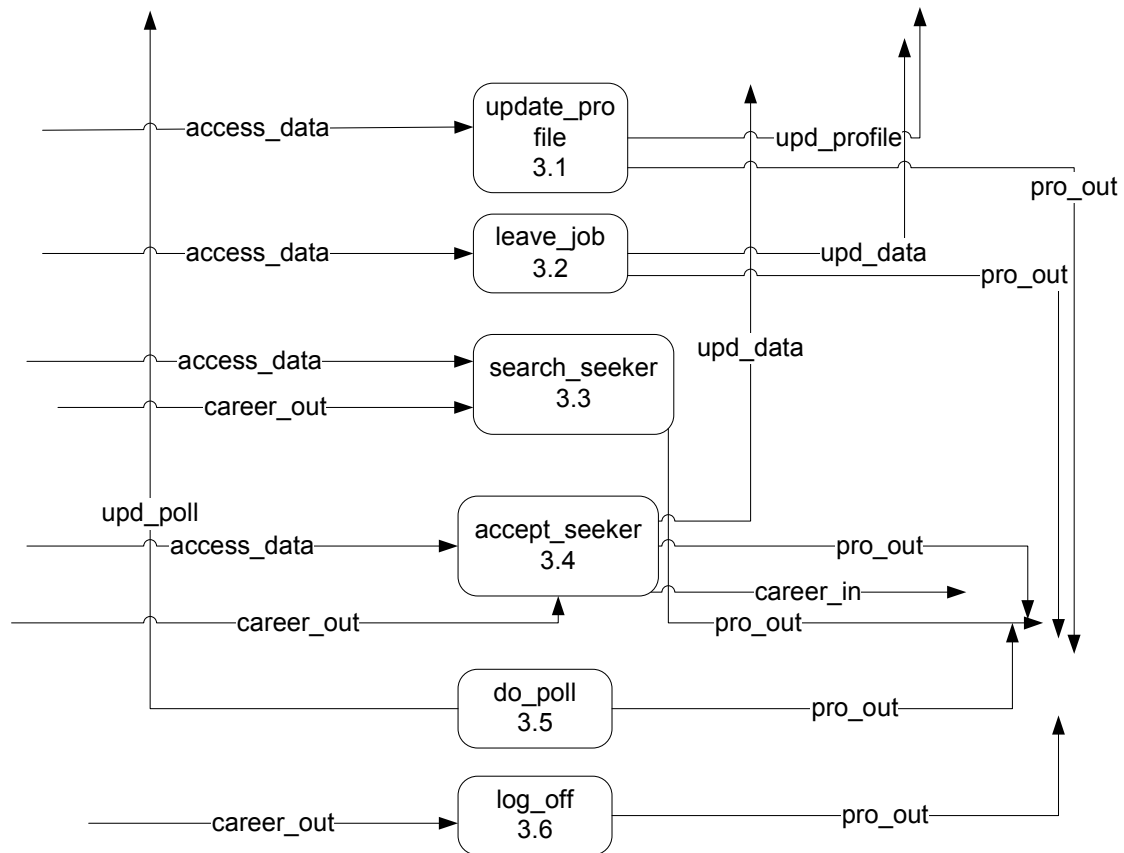 update_pro
file
3.1
access_data
upd_profile
pro_out
leave_job
3.2
access_data
upd_data
pro_out
upd_data
access_data
search_seeker
3.3
career_out
upd_poll
accept_seeker
3.4
access_data
pro_out
career_in
career_out
pro_out
do_poll
3.5
pro_out
log_off
3.6
career_out
pro_out